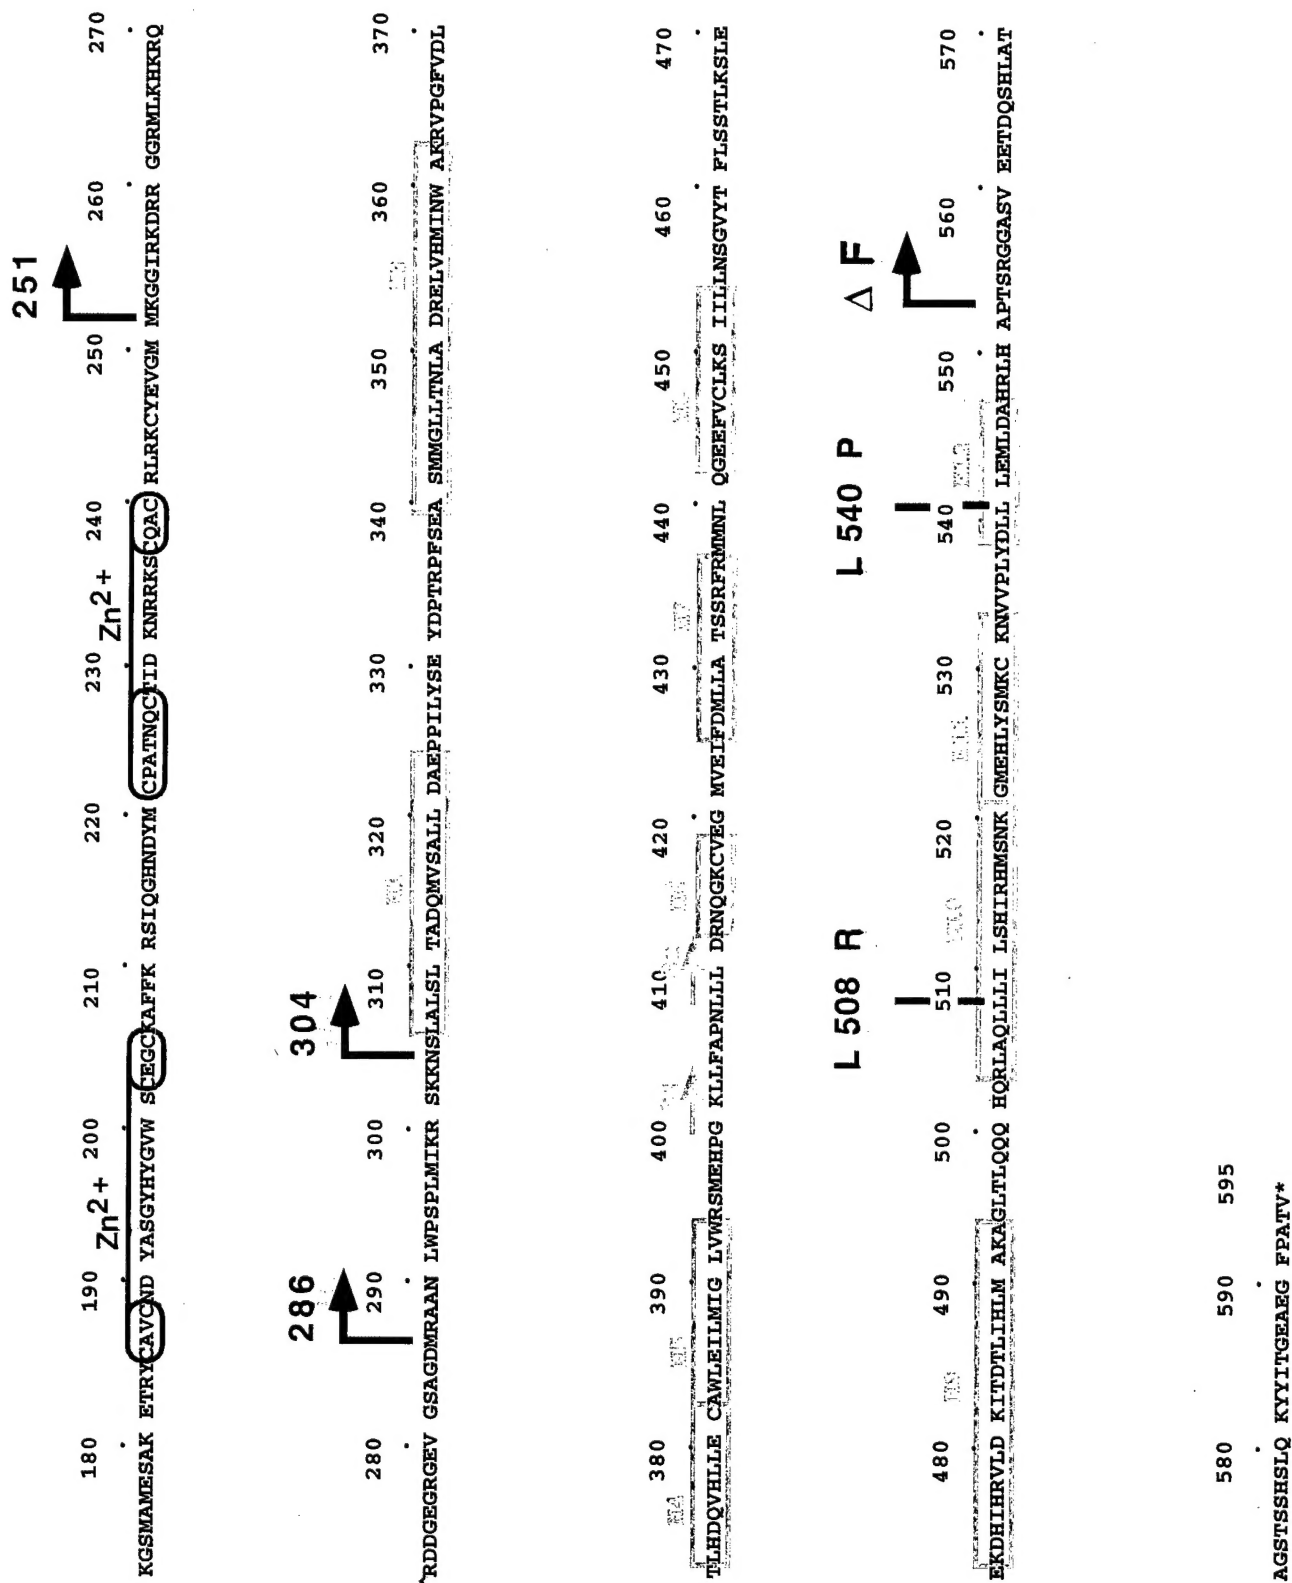 251
Zn2+ Zn2+
180 190 200 210 220 230 240 250 260 270
KGSMAMESAK ETRYCAVCND YASGYHYGVW SCEGCKAFFK RSIQGHNDYM CPATNQCTID KNRRKSCQAC RLRKCYEVGM MKGGIRKDRR GGRMLKHKRQ
286 304
280 290 300 310 320 330 340 350 360 370
RDDGEGRGEV GSAGDMRAAN LWPSPLMIKR SKKNSLALSL TADQMVSALL DAEPPILYSE YDPTRPFSEA SMMGLLTNLA DRELVHMINW AKRVPGFVDL
380 390 400 410 420 430 440 450 460 470
TLHDQVHLLE CAWLEILMIG LVWRSMEHPG KLLFAPNLLL DRNQGKCVEG MVEIFDMLLA TSSRFRMMNL QGEEFVCLKS IILLNSGVYT FLSSTLKSLE
L 508 R L 540 P Δ F
480 490 500 510 520 530 540 550 560 570
EKDHIHRVLD KITDTLIHLM AKAGLTLQQQ HQRLAQLLLI LSHIRHMSNK GMEHLYSMKC KNVVPLYDLL LEMLDAHRLH APTSRGGASV EETDQSHLAT
580 590 595
AGSTSSHSLQ KYYITGEAEG FPATV*